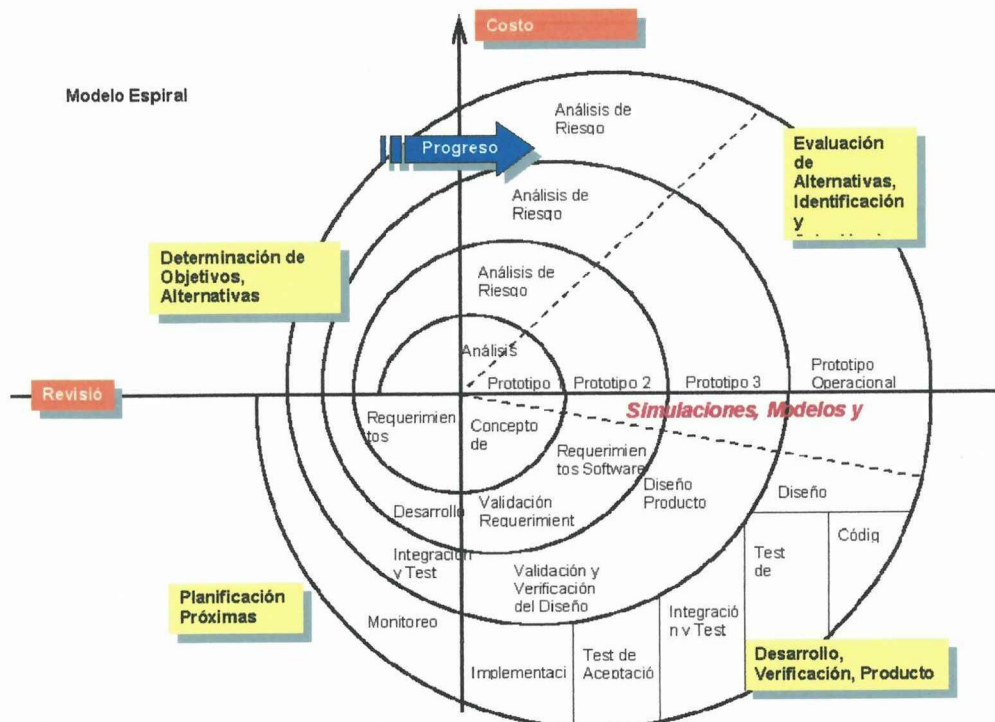 Costo
Modelo Espiral
Análisis de
Riesgo
Progreso
Evaluación
de
Alternativas,
Identificación
y
Análisis de
Riesgo
Determinación de
Objetivos,
Alternativas
Análisis de
Riesgo
Análisis
Prototipo
Prototipo 2
Prototipo 3
Prototipo
Operacional
Revisió
Simulaciones, Modelos y
Requerimien
tos
Concepto
de
Requerimien
tos Software
Diseño
Producto
Diseño
Desarrollo
Validación
Requerimient
Códig
Integración
y Test
Test
de
Validación y
Verificación
del Diseño
Planificación
Próximas
Monitoreo
Integració
n y Test
Implementaci
Test de
Aceptació
Desarrollo,
Verificación, Producto